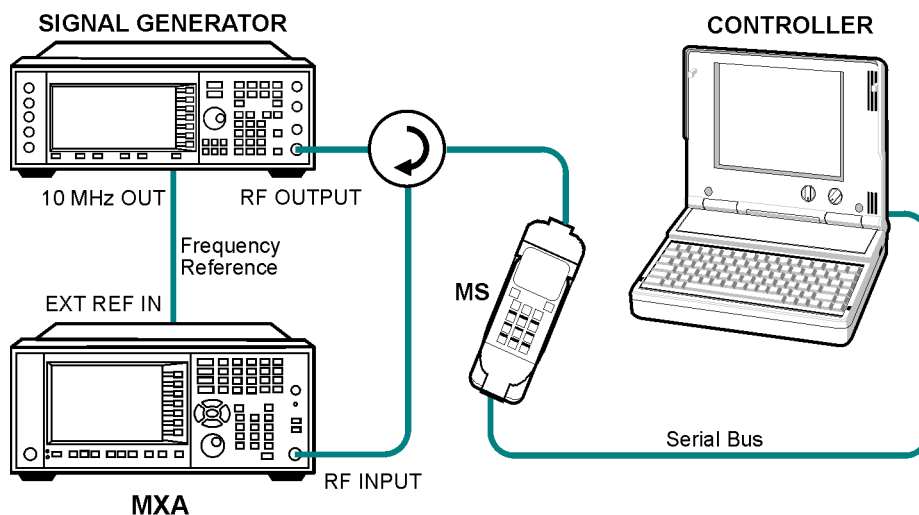 SIGNAL GENERATOR
CONTROLLER
10 MHz OUT
RF OUTPUT
Frequency
Reference
MS
EXT REF IN
Serial Bus
RF INPUT
MXA